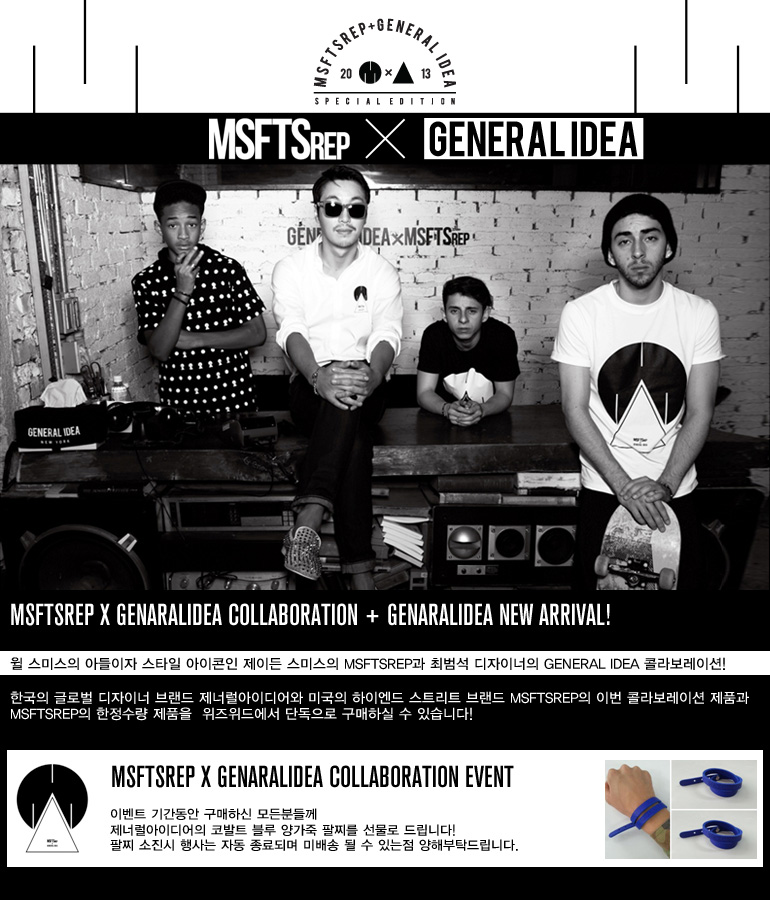 MSFTSREP+GENERAL IDEA
20 × 13
SPECIAL EDITION
MSFTSREP × GENERAL IDEA
GENERAL IDEA×MSFTSREP
GENERAL IDEA
NEW YORK
MSFTSREP X GENARALIDEA COLLABORATION + GENARALIDEA NEW ARRIVAL!
윌 스미스의 아들이자 스타일 아이콘인 제이든 스미스의 MSFTSREP과 최범석 디자이너의 GENERAL IDEA 콜라보레이션!
한국의 글로벌 디자이너 브랜드 제너럴아이디어와 미국의 하이엔드 스트리트 브랜드 MSFTSREP의 이번 콜라보레이션 제품과
MSFTSREP의 한정수량 제품을 위즈위드에서 단독으로 구매하실 수 있습니다!
MSFTSREP X GENARALIDEA COLLABORATION EVENT
이벤트 기간동안 구매하신 모든분들께
제너럴아이디어의 코발트 블루 양가죽 팔찌를 선물로 드립니다!
팔찌 소진시 행사는 자동 종료되며 미배송 될 수 있는점 양해부탁드립니다.